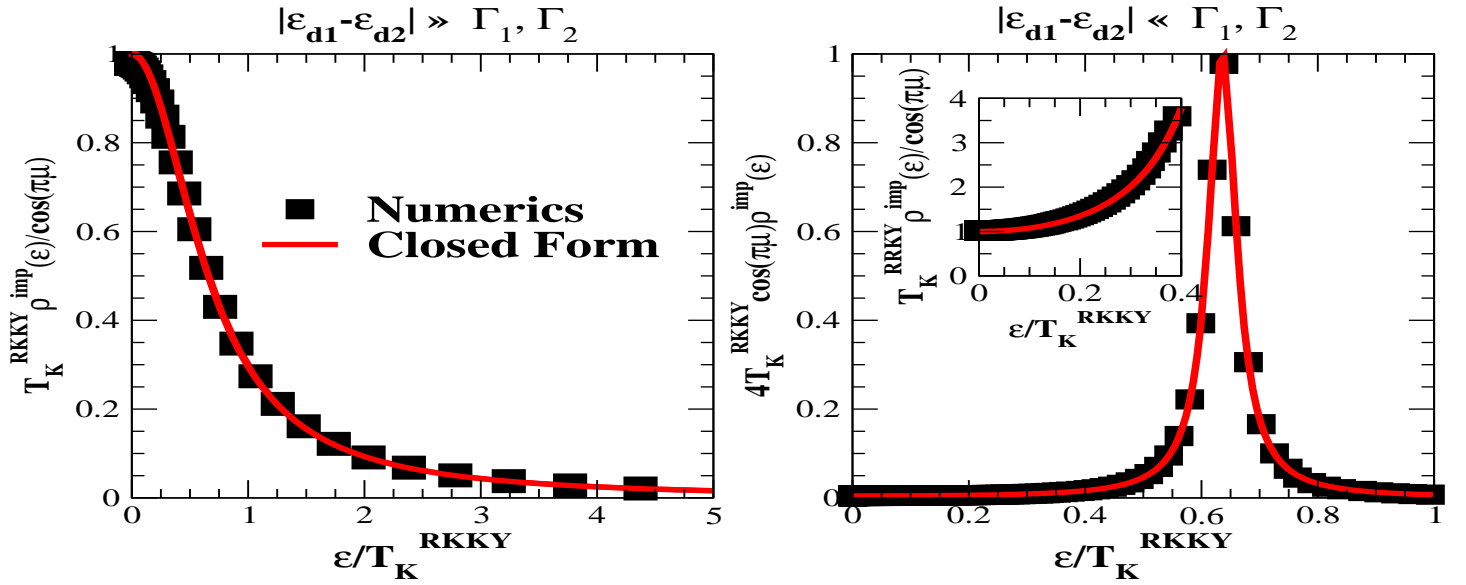 |ε_d1-ε_d2| » Γ_1, Γ_2
T_K^RKKY ρ^imp(ε)/cos(πμ)
1
0.8
0.6
0.4
0.2
0
Numerics
Closed Form
0 1 2 3 4 5
ε/T_K^RKKY
|ε_d1-ε_d2| « Γ_1, Γ_2
4T_K^RKKY cos(πμ)ρ^imp(ε)
1
0.8
0.6
0.4
0.2
0
T_K^RRKY ρ^imp(ε)/cos(πμ)
4
3
2
1
0
0 0.2 0.4
ε/T_K^RKKY
0 0.2 0.4 0.6 0.8 1
ε/T_K^RKKY